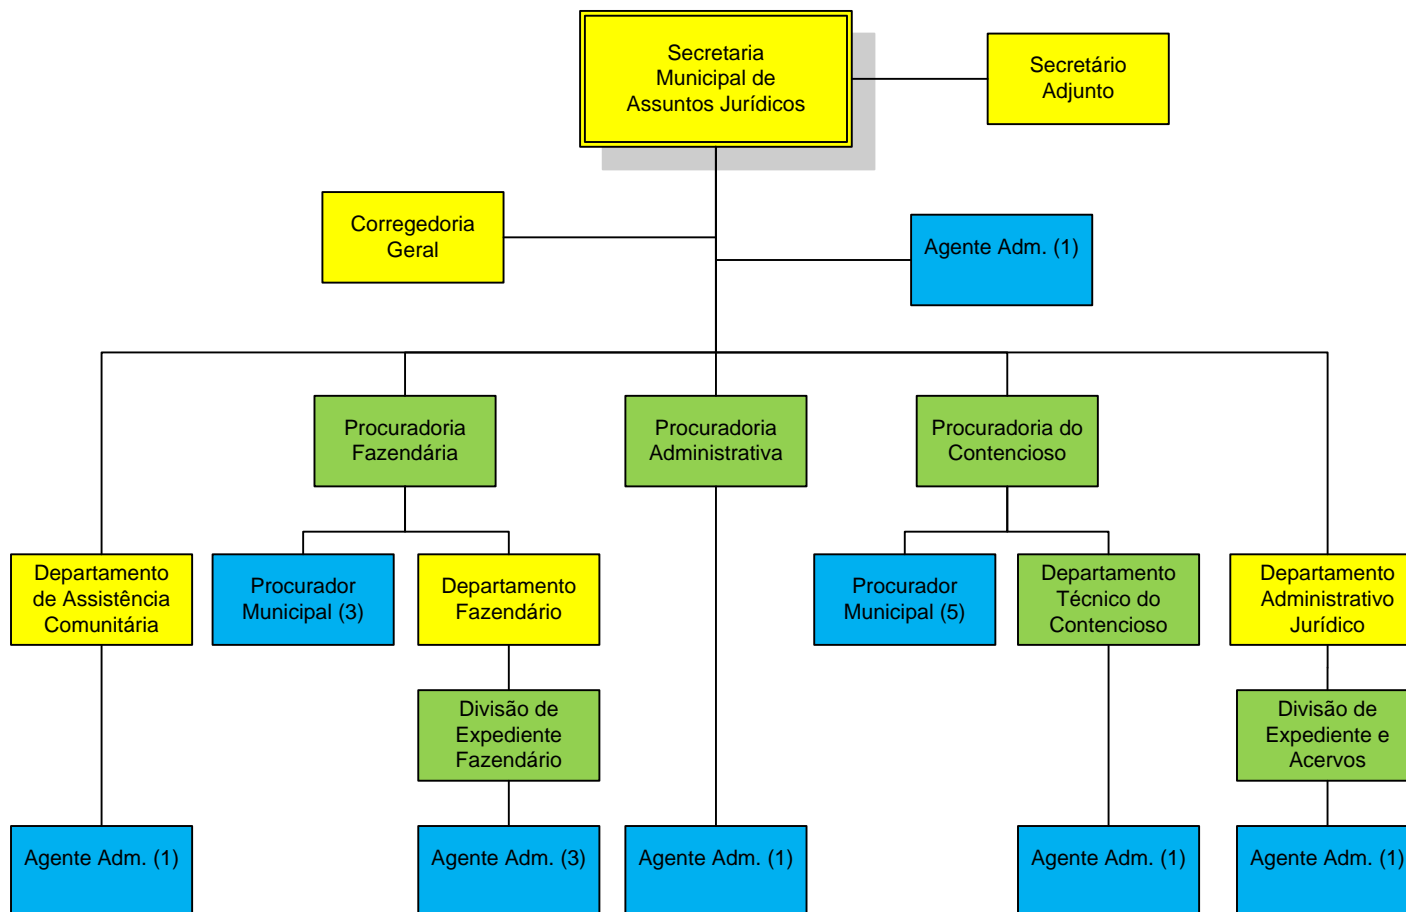 Secretaria
Municipal de
Assuntos Jurídicos
Secretário
Adjunto
Corregedoria
Geral
Agente Adm. (1)
Procuradoria
Fazendária
Procuradoria
Administrativa
Procuradoria do
Contencioso
Departamento
de Assistência
Comunitária
Procurador
Municipal (3)
Departamento
Fazendário
Procurador
Municipal (5)
Departamento
Técnico do
Contencioso
Departamento
Administrativo
Jurídico
Divisão de
Expediente
Fazendário
Divisão de
Expediente e
Acervos
Agente Adm. (1)
Agente Adm. (3)
Agente Adm. (1)
Agente Adm. (1)
Agente Adm. (1)